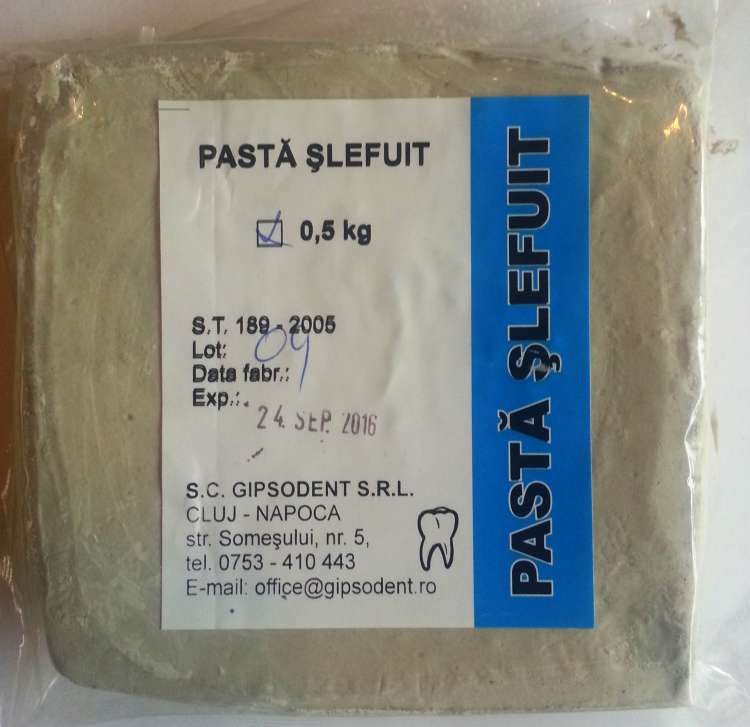 PASTĂ ŞLEFUIT
0,5 kg
S.T. 189 - 2005
Lot: 04
Data fabr.:
Exp.:
24. SEP. 2016
S.C. GIPSODENT S.R.L.
CLUJ - NAPOCA
str. Someşului, nr. 5,
tel. 0753 - 410 443
E-mail: office@gipsodent.ro
PASTĂ ŞLEFUIT